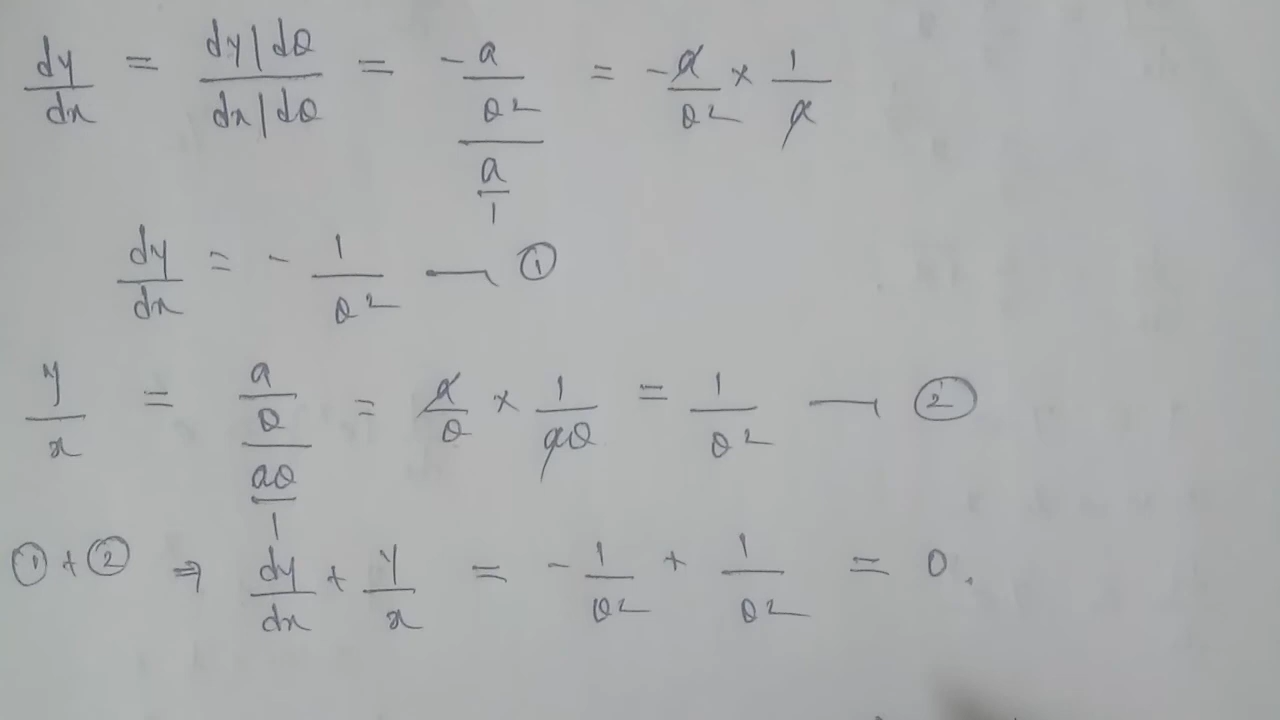 dy/dx = (dy|dθ)/(dx|dθ) = (-a/θ²)/(a/1) = -a/θ² × 1/a
dy/dx = - 1/θ² — ①
y/x = (a/θ)/(aθ/1) = a/θ × 1/aθ = 1/θ² — ②
① + ② ⇒ dy/dx + y/x = - 1/θ² + 1/θ² = 0.